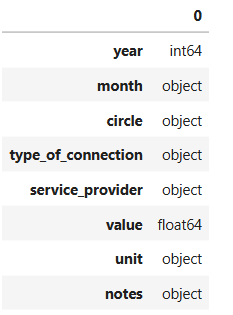 0
year int64
month object
circle object
type_of_connection object
service_provider object
value float64
unit object
notes object